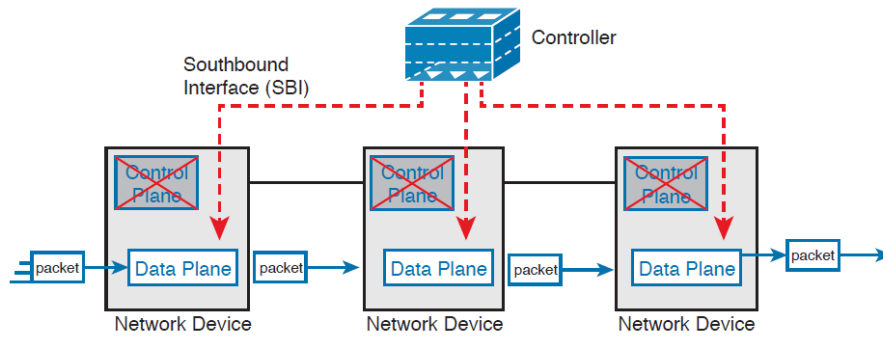 Controller
Southbound
Interface (SBI)
Control
Plane
Control
Plane
Control
Plane
packet
Data Plane
packet
Data Plane
packet
Data Plane
packet
Network Device
Network Device
Network Device